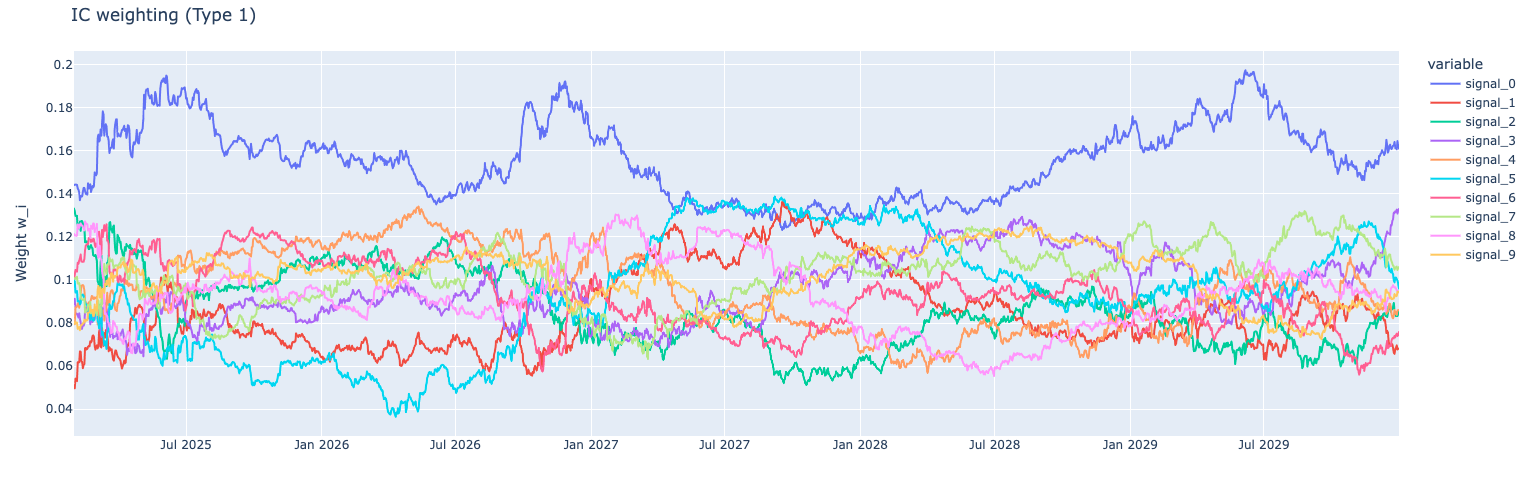 IC weighting (Type 1)
Weight w_i
0.2
0.18
0.16
0.14
0.12
0.1
0.08
0.06
0.04
Jul 2025 Jan 2026 Jul 2026 Jan 2027 Jul 2027 Jan 2028 Jul 2028 Jan 2029 Jul 2029
variable
signal_0
signal_1
signal_2
signal_3
signal_4
signal_5
signal_6
signal_7
signal_8
signal_9